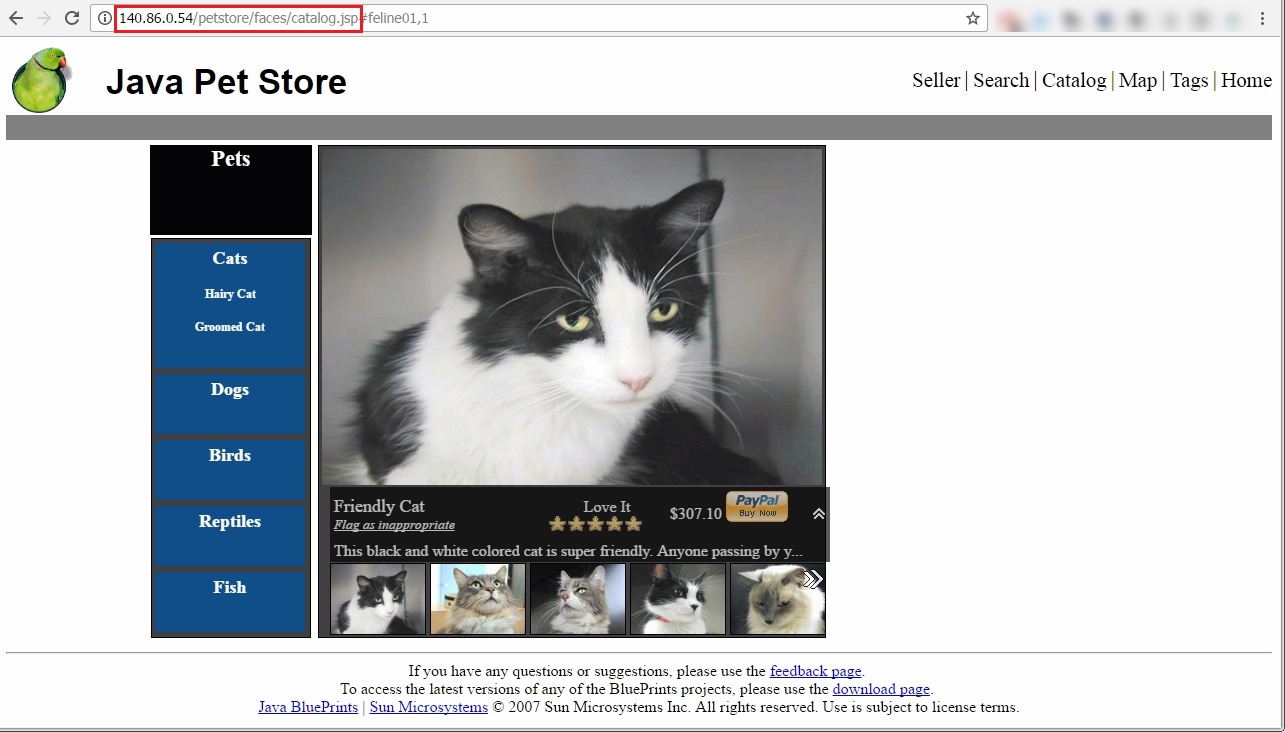 140.86.0.54/petstore/faces/catalog.jsp#feline01,1
Java Pet Store
Seller | Search | Catalog | Map | Tags | Home
Pets
Cats
Hairy Cat
Groomed Cat
Dogs
Birds
Reptiles
Fish
Friendly Cat
Flag as inappropriate
Love It
$307.10
PayPal
Buy Now
This black and white colored cat is super friendly. Anyone passing by y...
If you have any questions or suggestions, please use the feedback page.
To access the latest versions of any of the BluePrints projects, please use the download page.
Java BluePrints | Sun Microsystems © 2007 Sun Microsystems Inc. All rights reserved. Use is subject to license terms.